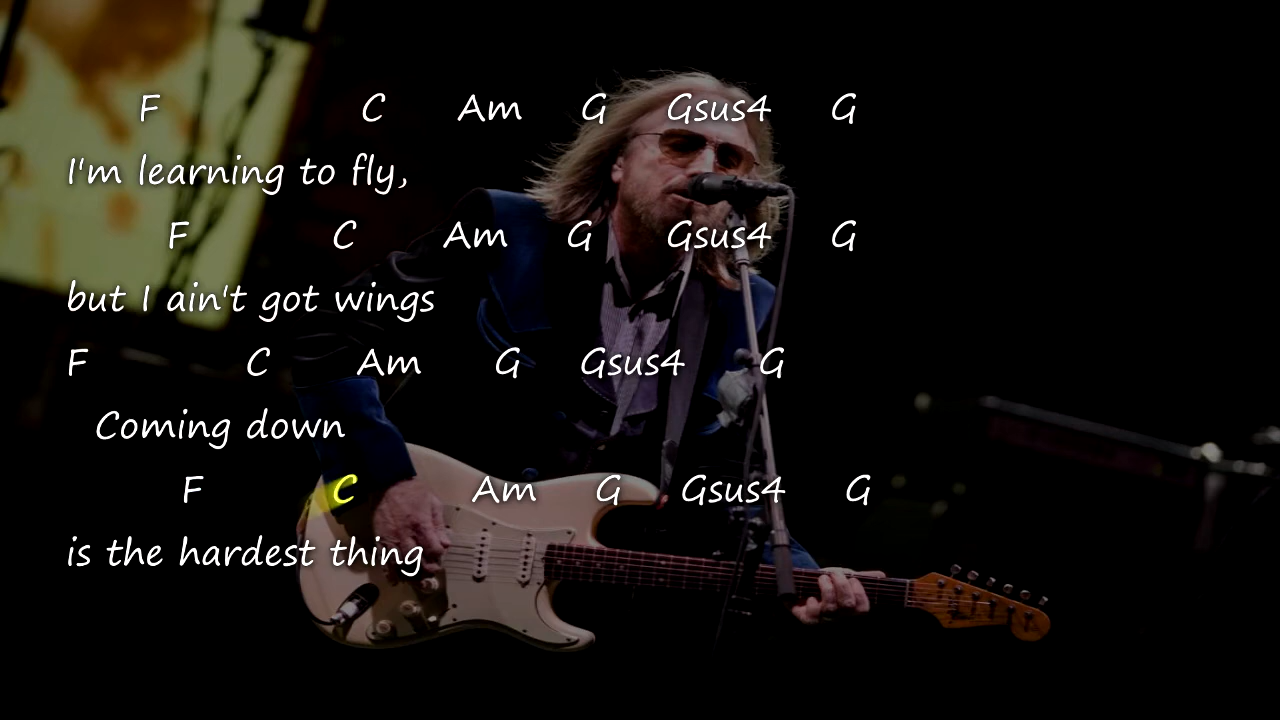 F C Am G Gsus4 G
I'm learning to fly,
F C Am G Gsus4 G
but I ain't got wings
F C Am G Gsus4 G
Coming down
F C Am G Gsus4 G
is the hardest thing